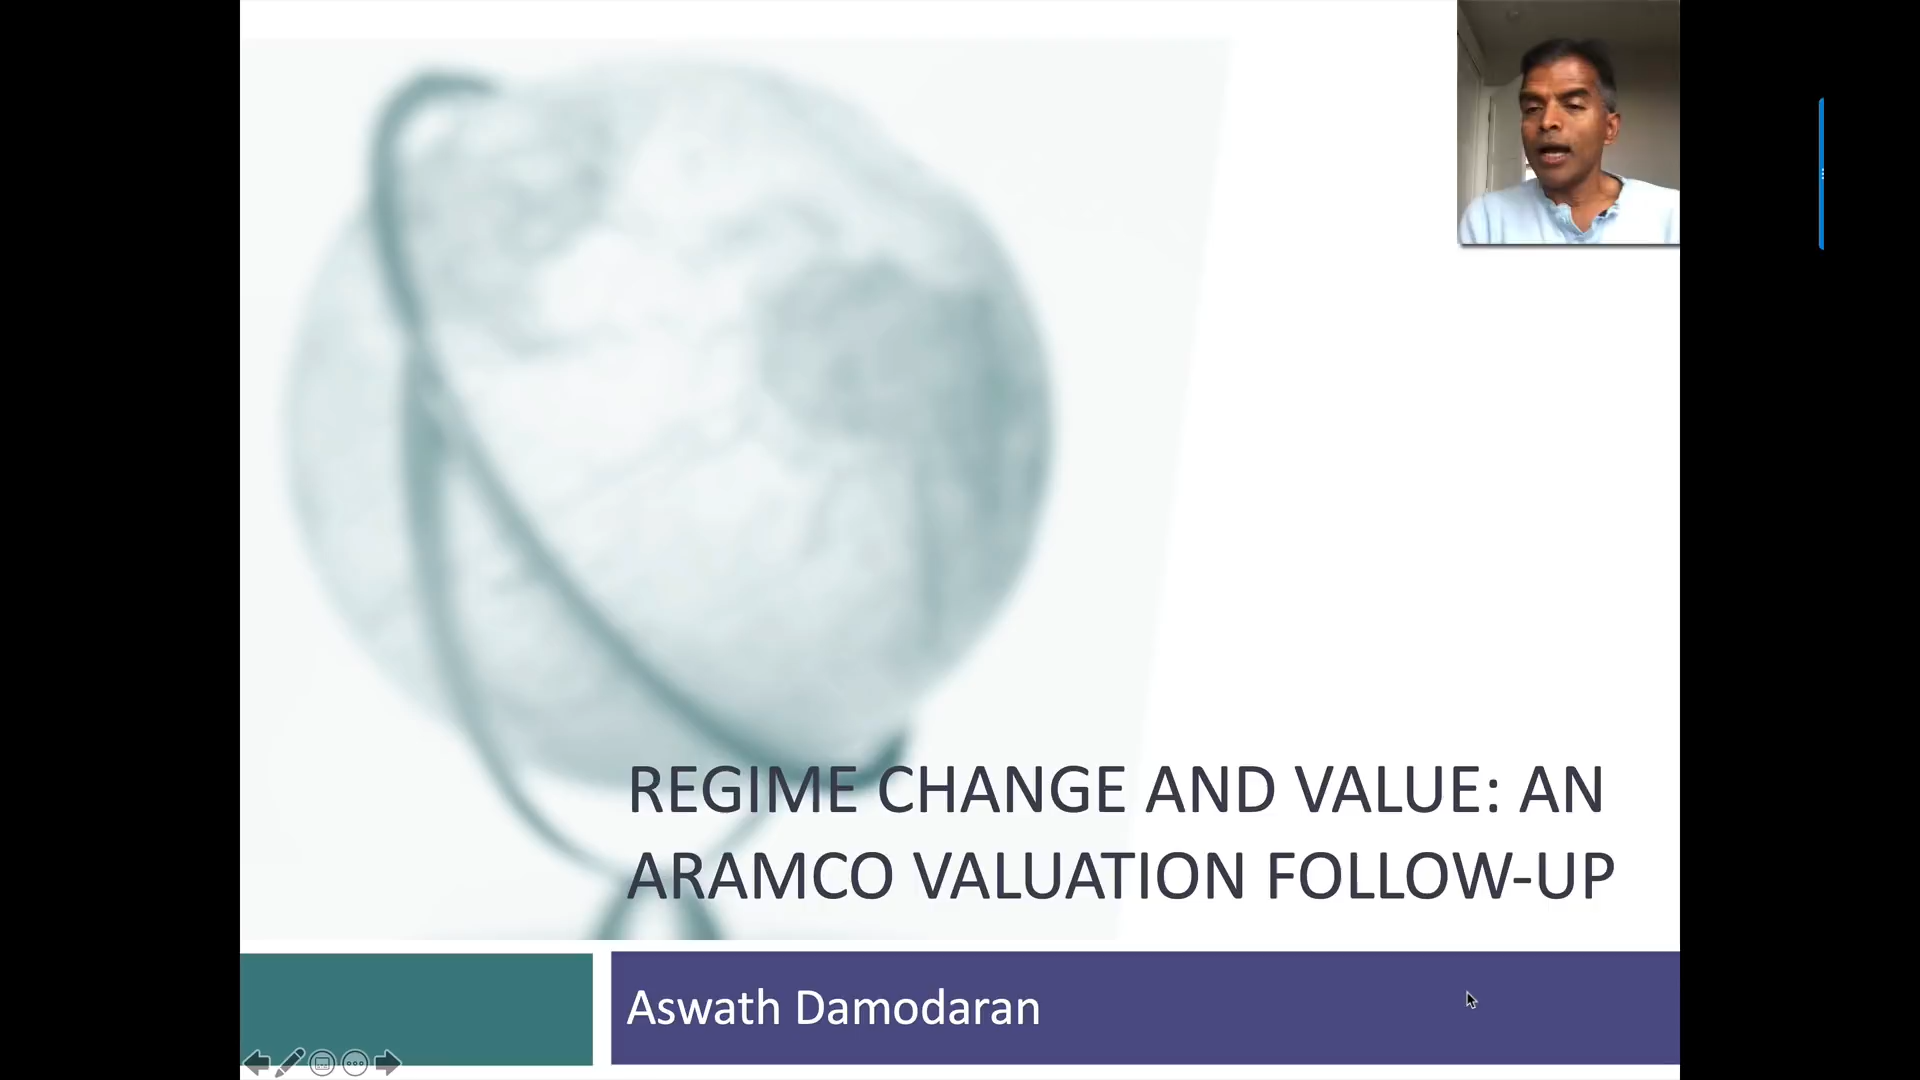 REGIME CHANGE AND VALUE: AN
ARAMCO VALUATION FOLLOW-UP
Aswath Damodaran